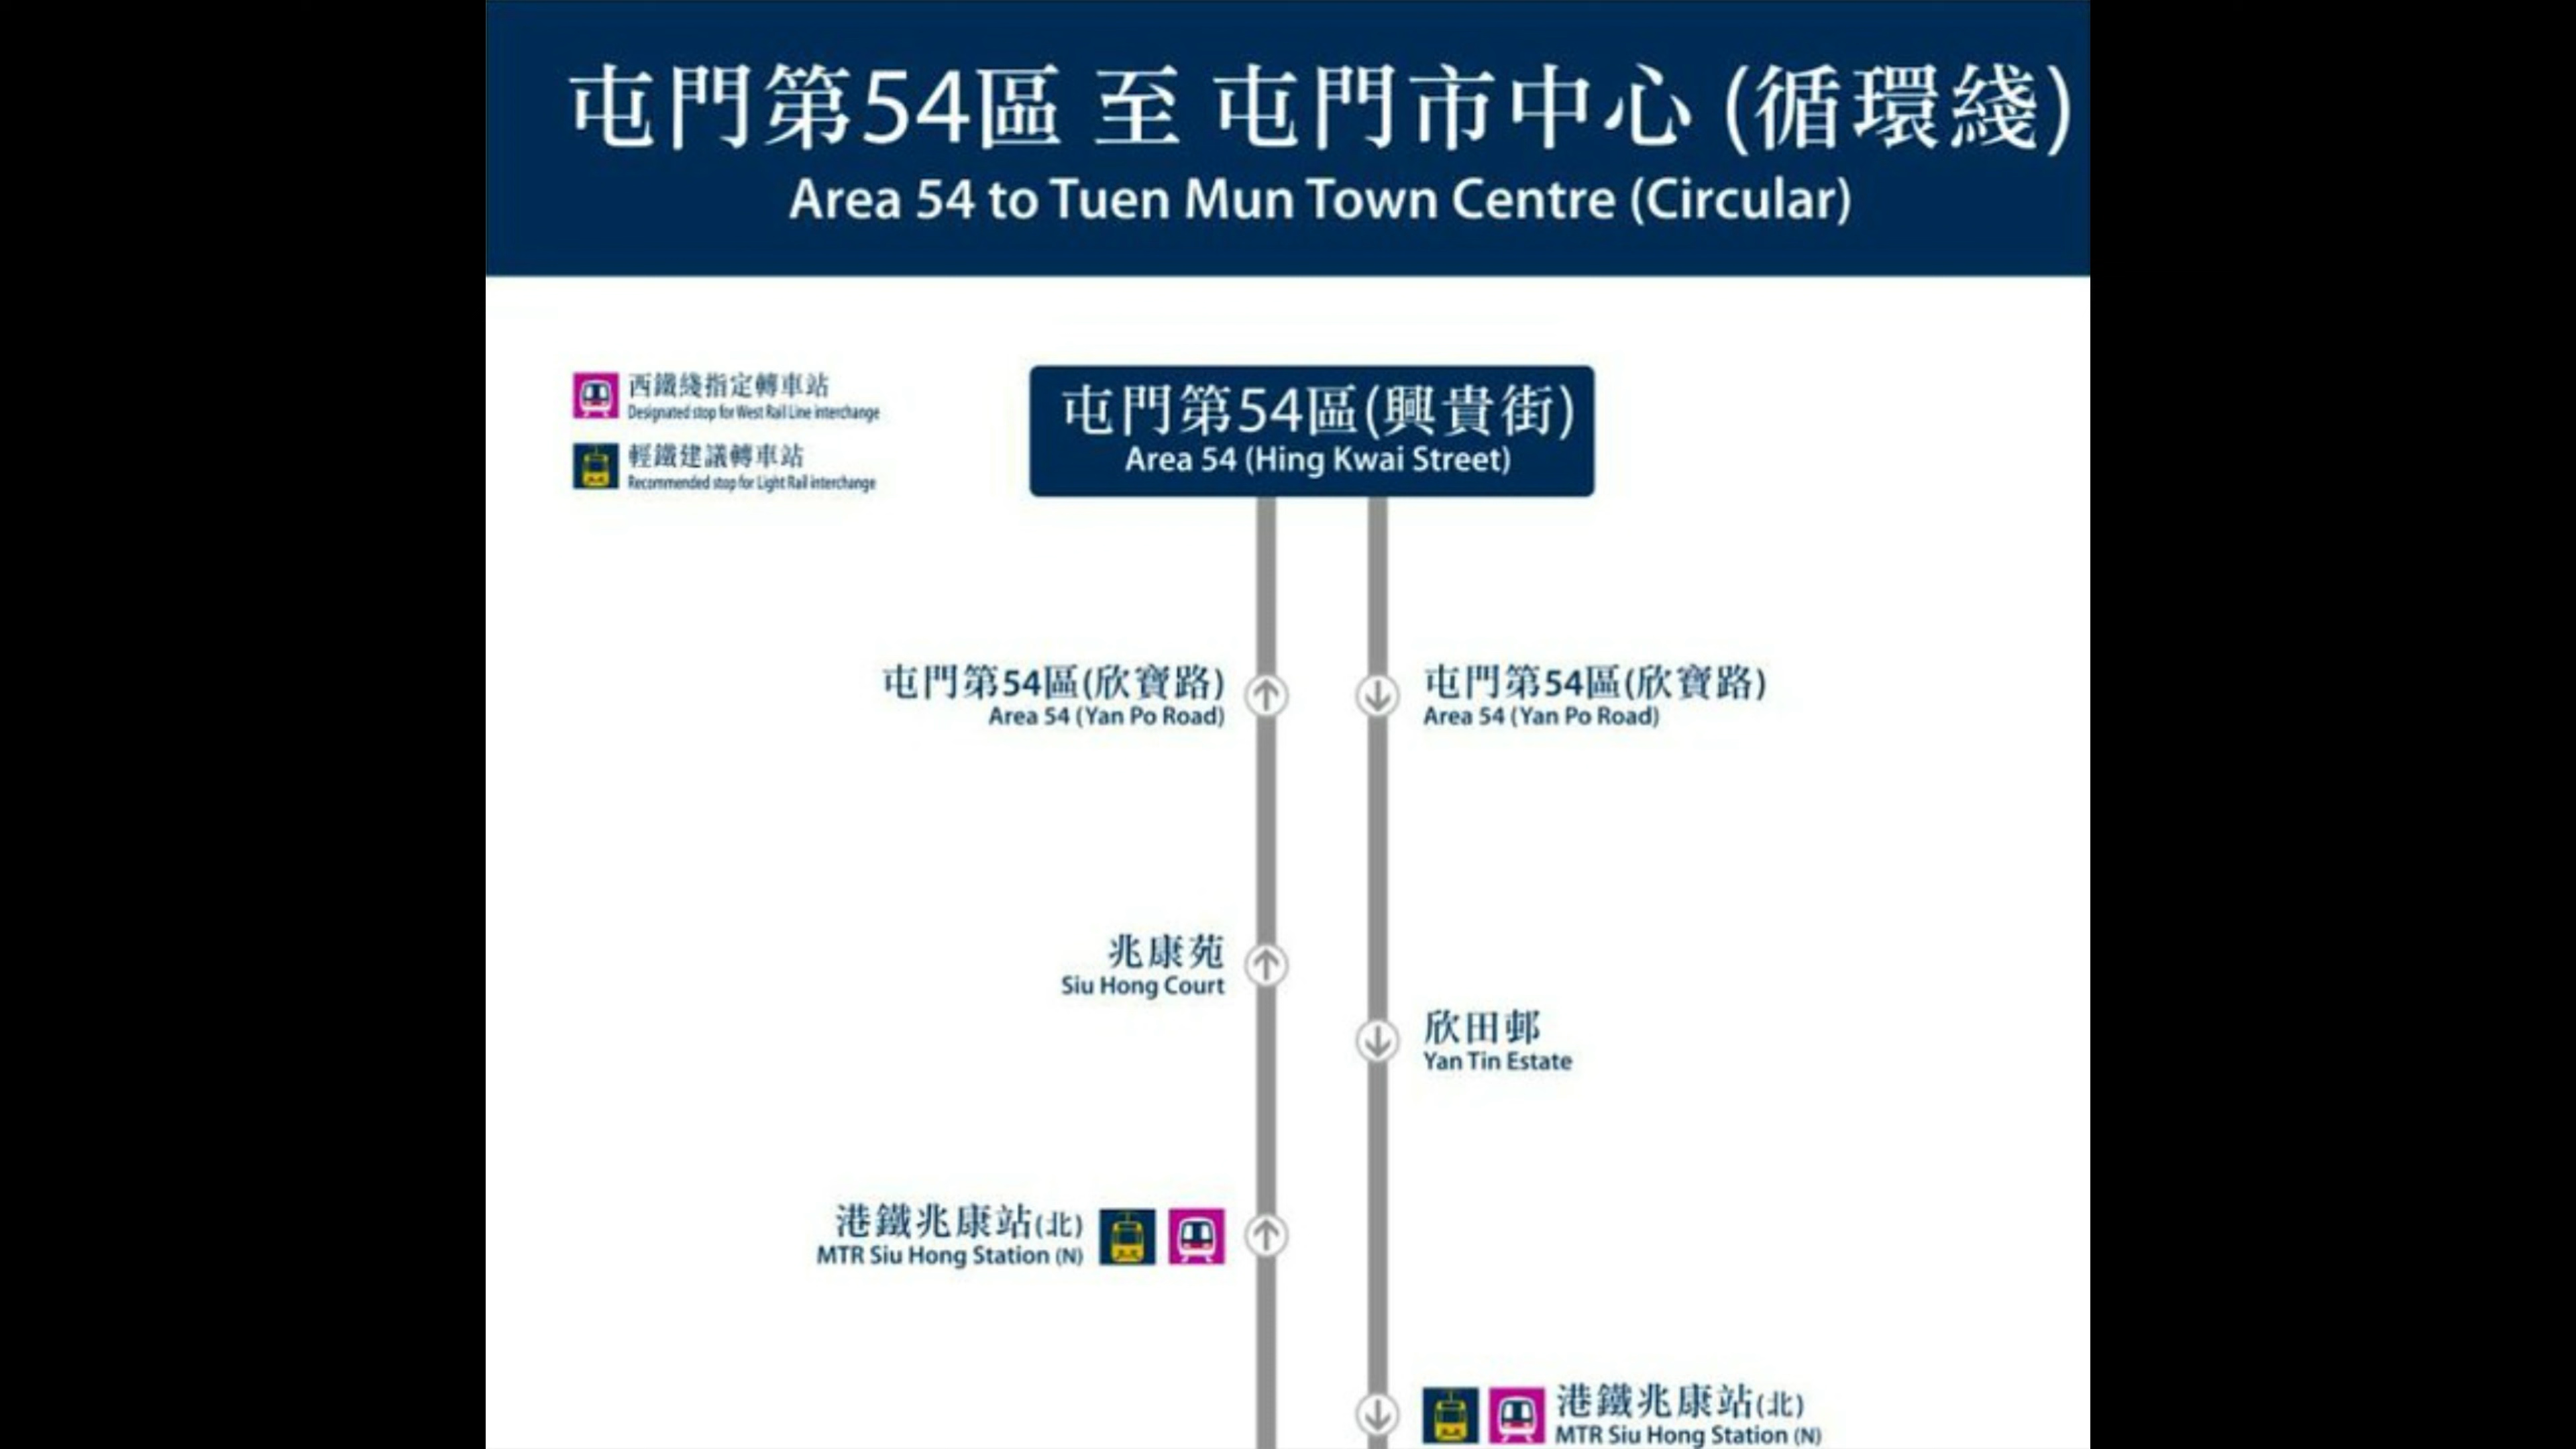 屯門第54區 至 屯門市中心 (循環綫)
Area 54 to Tuen Mun Town Centre (Circular)
西鐵綫指定轉車站
Designated stop for West Rail Line interchange
輕鐵建議轉車站
Recommended stop for Light Rail interchange
屯門第54區(興貴街)
Area 54 (Hing Kwai Street)
屯門第54區(欣寶路)
Area 54 (Yan Po Road)
屯門第54區(欣寶路)
Area 54 (Yan Po Road)
兆康苑
Siu Hong Court
欣田邨
Yan Tin Estate
港鐵兆康站(北)
MTR Siu Hong Station (N)
港鐵兆康站(北)
MTR Siu Hong Station (N)